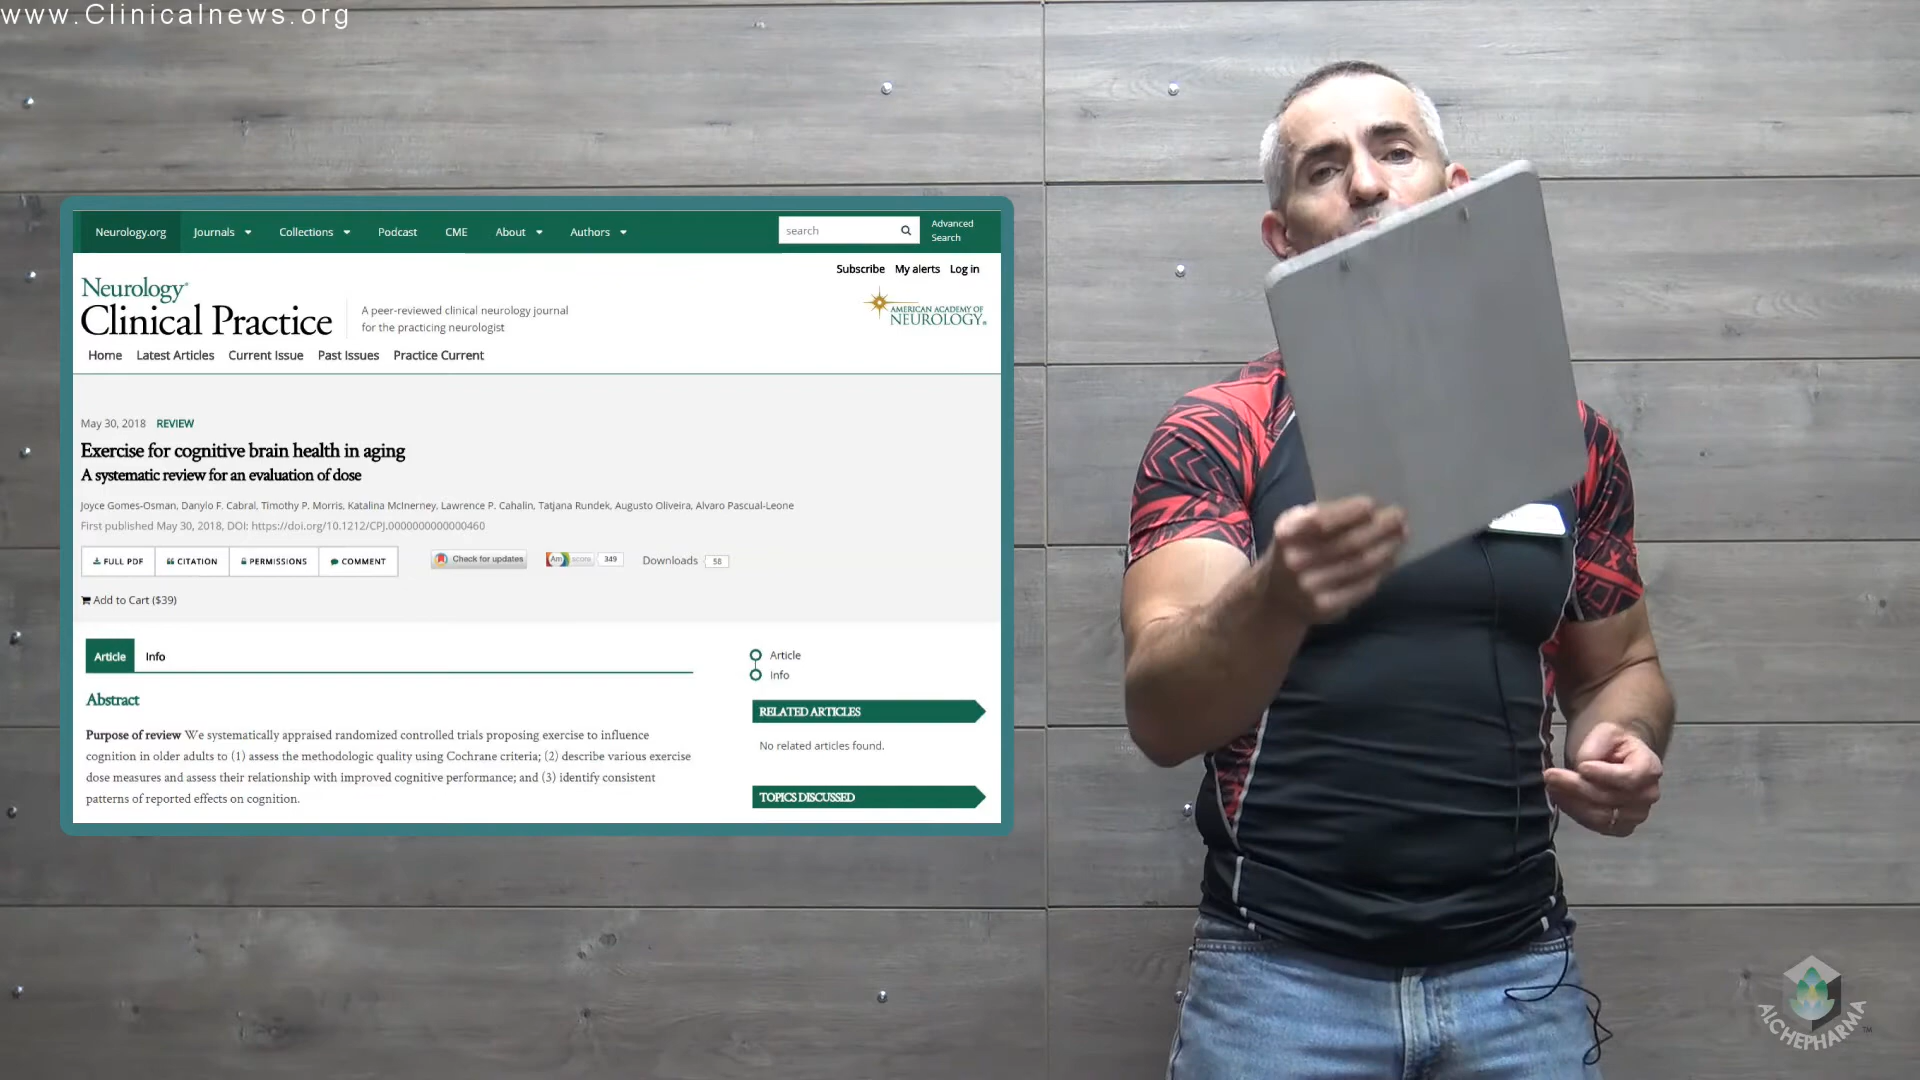 www.Clinicalnews.org
Neurology.org Journals Collections Podcast CME About Authors search Advanced Search
Subscribe My alerts Log in
Neurology®
Clinical Practice
A peer-reviewed clinical neurology journal
for the practicing neurologist
AMERICAN ACADEMY OF
NEUROLOGY®
Home Latest Articles Current Issue Past Issues Practice Current
May 30, 2018 REVIEW
Exercise for cognitive brain health in aging
A systematic review for an evaluation of dose
Joyce Gomes-Osman, Danylo F. Cabral, Timothy P. Morris, Katalina McInerney, Lawrence P. Cahalin, Tatjana Rundek, Augusto Oliveira, Alvaro Pascual-Leone
First published May 30, 2018, DOI: https://doi.org/10.1212/CPJ.0000000000000460
FULL PDF CITATION PERMISSIONS COMMENT Check for updates Am score 349 Downloads 58
Add to Cart ($39)
Article Info
Article
Info
Abstract
Purpose of review We systematically appraised randomized controlled trials proposing exercise to influence
cognition in older adults to (1) assess the methodologic quality using Cochrane criteria; (2) describe various exercise
dose measures and assess their relationship with improved cognitive performance; and (3) identify consistent
patterns of reported effects on cognition.
RELATED ARTICLES
No related articles found.
TOPICS DISCUSSED
ALCHEPHARMA™